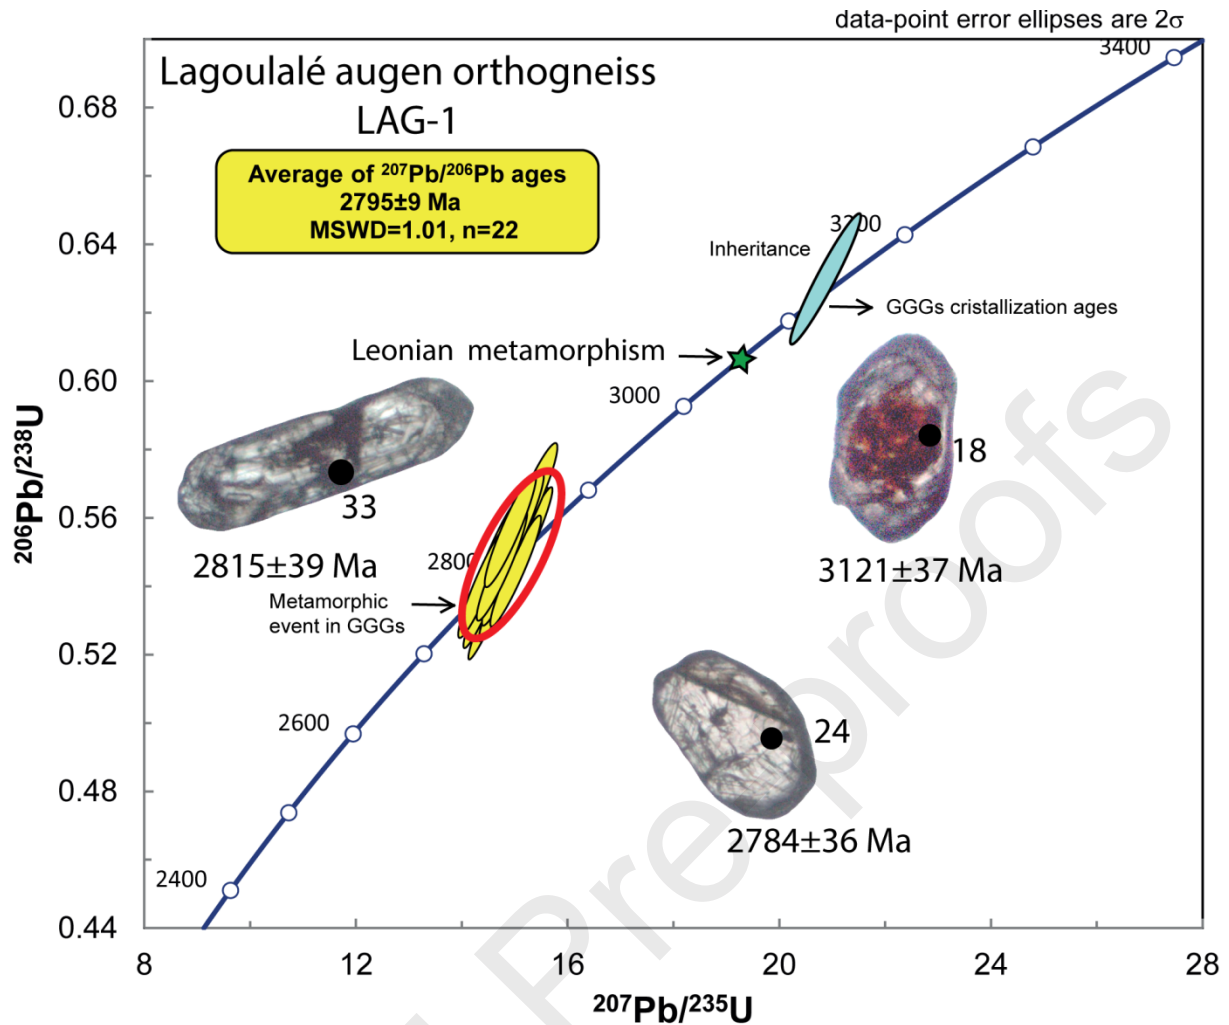 data-point error ellipses are 2σ
Lagoulalé augen orthogneiss
LAG-1
Average of ²⁰⁷Pb/²⁰⁶Pb ages
2795±9 Ma
MSWD=1.01, n=22
3400
3200
Inheritance
GGGs cristallization ages
Leonian metamorphism
3000
33
2815±39 Ma
18
3121±37 Ma
2800
Metamorphic
event in GGGs
24
2784±36 Ma
2600
2400
0.68
0.64
0.60
0.56
0.52
0.48
0.44
²⁰⁶Pb/²³⁸U
8
12
16
20
24
28
²⁰⁷Pb/²³⁵U
Pre-proofs